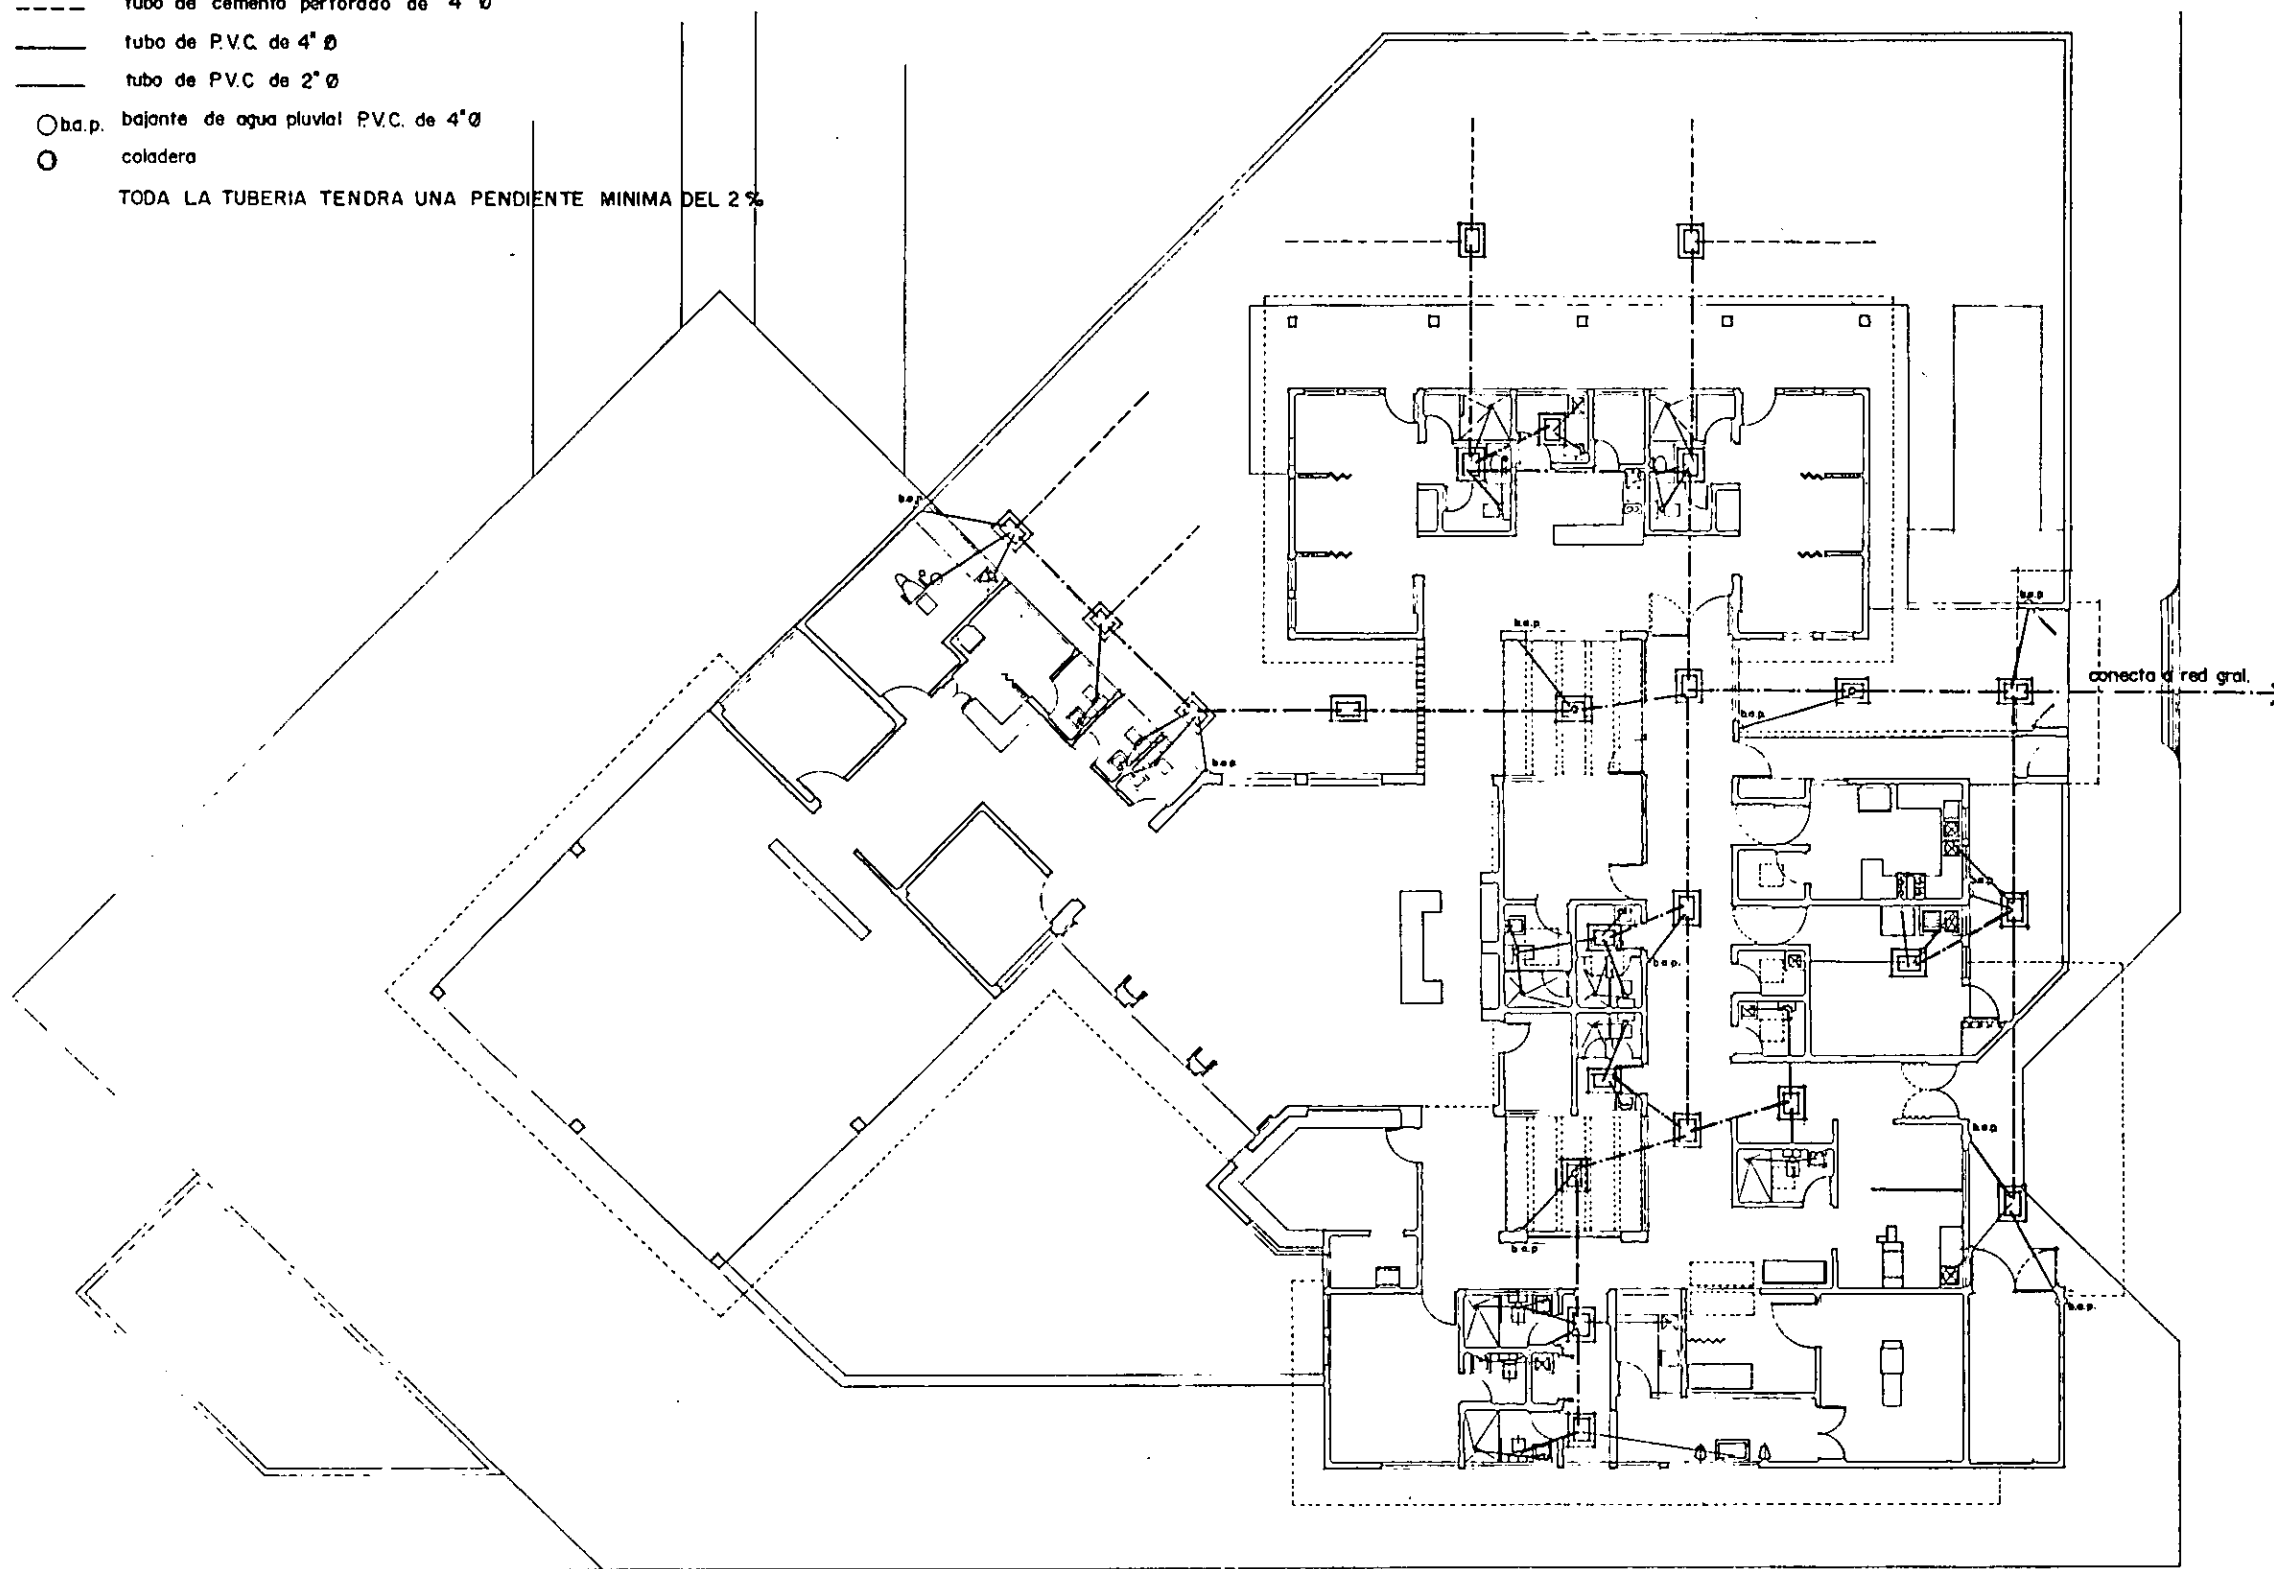 tubo de cemento perforado de 4" Ø
tubo de P.V.C. de 4" Ø
tubo de P.V.C de 2" Ø
b.a.p. bajante de agua pluvial P.V.C. de 4" Ø
coladera
TODA LA TUBERIA TENDRA UNA PENDIENTE MINIMA DEL 2 %
b.a.p.
b.a.p.
b.a.p.
conecta a red gral.
b.a.p.
b.a.p.
b.a.p.
b.a.p.
b.a.p.
b.a.p.
b.a.p.